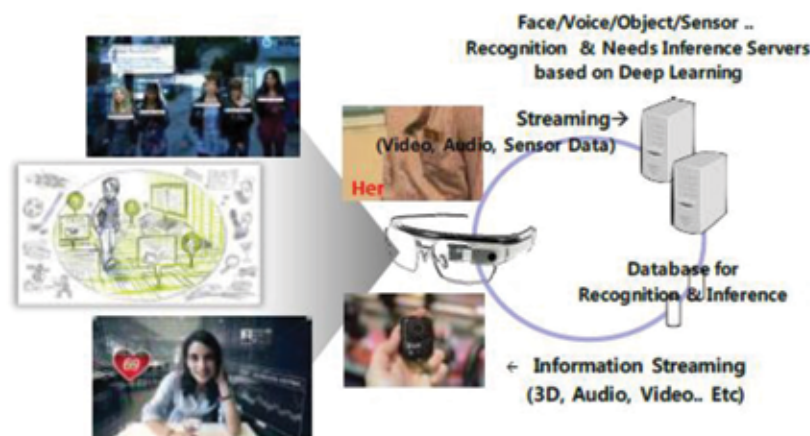 Face/Voice/Object/Sensor ..
Recognition & Needs Inference Servers
based on Deep Learning
Streaming→
(Video, Audio, Sensor Data)
Her
69
Database for
Recognition & Inference
← Information Streaming
(3D, Audio, Video.. Etc)